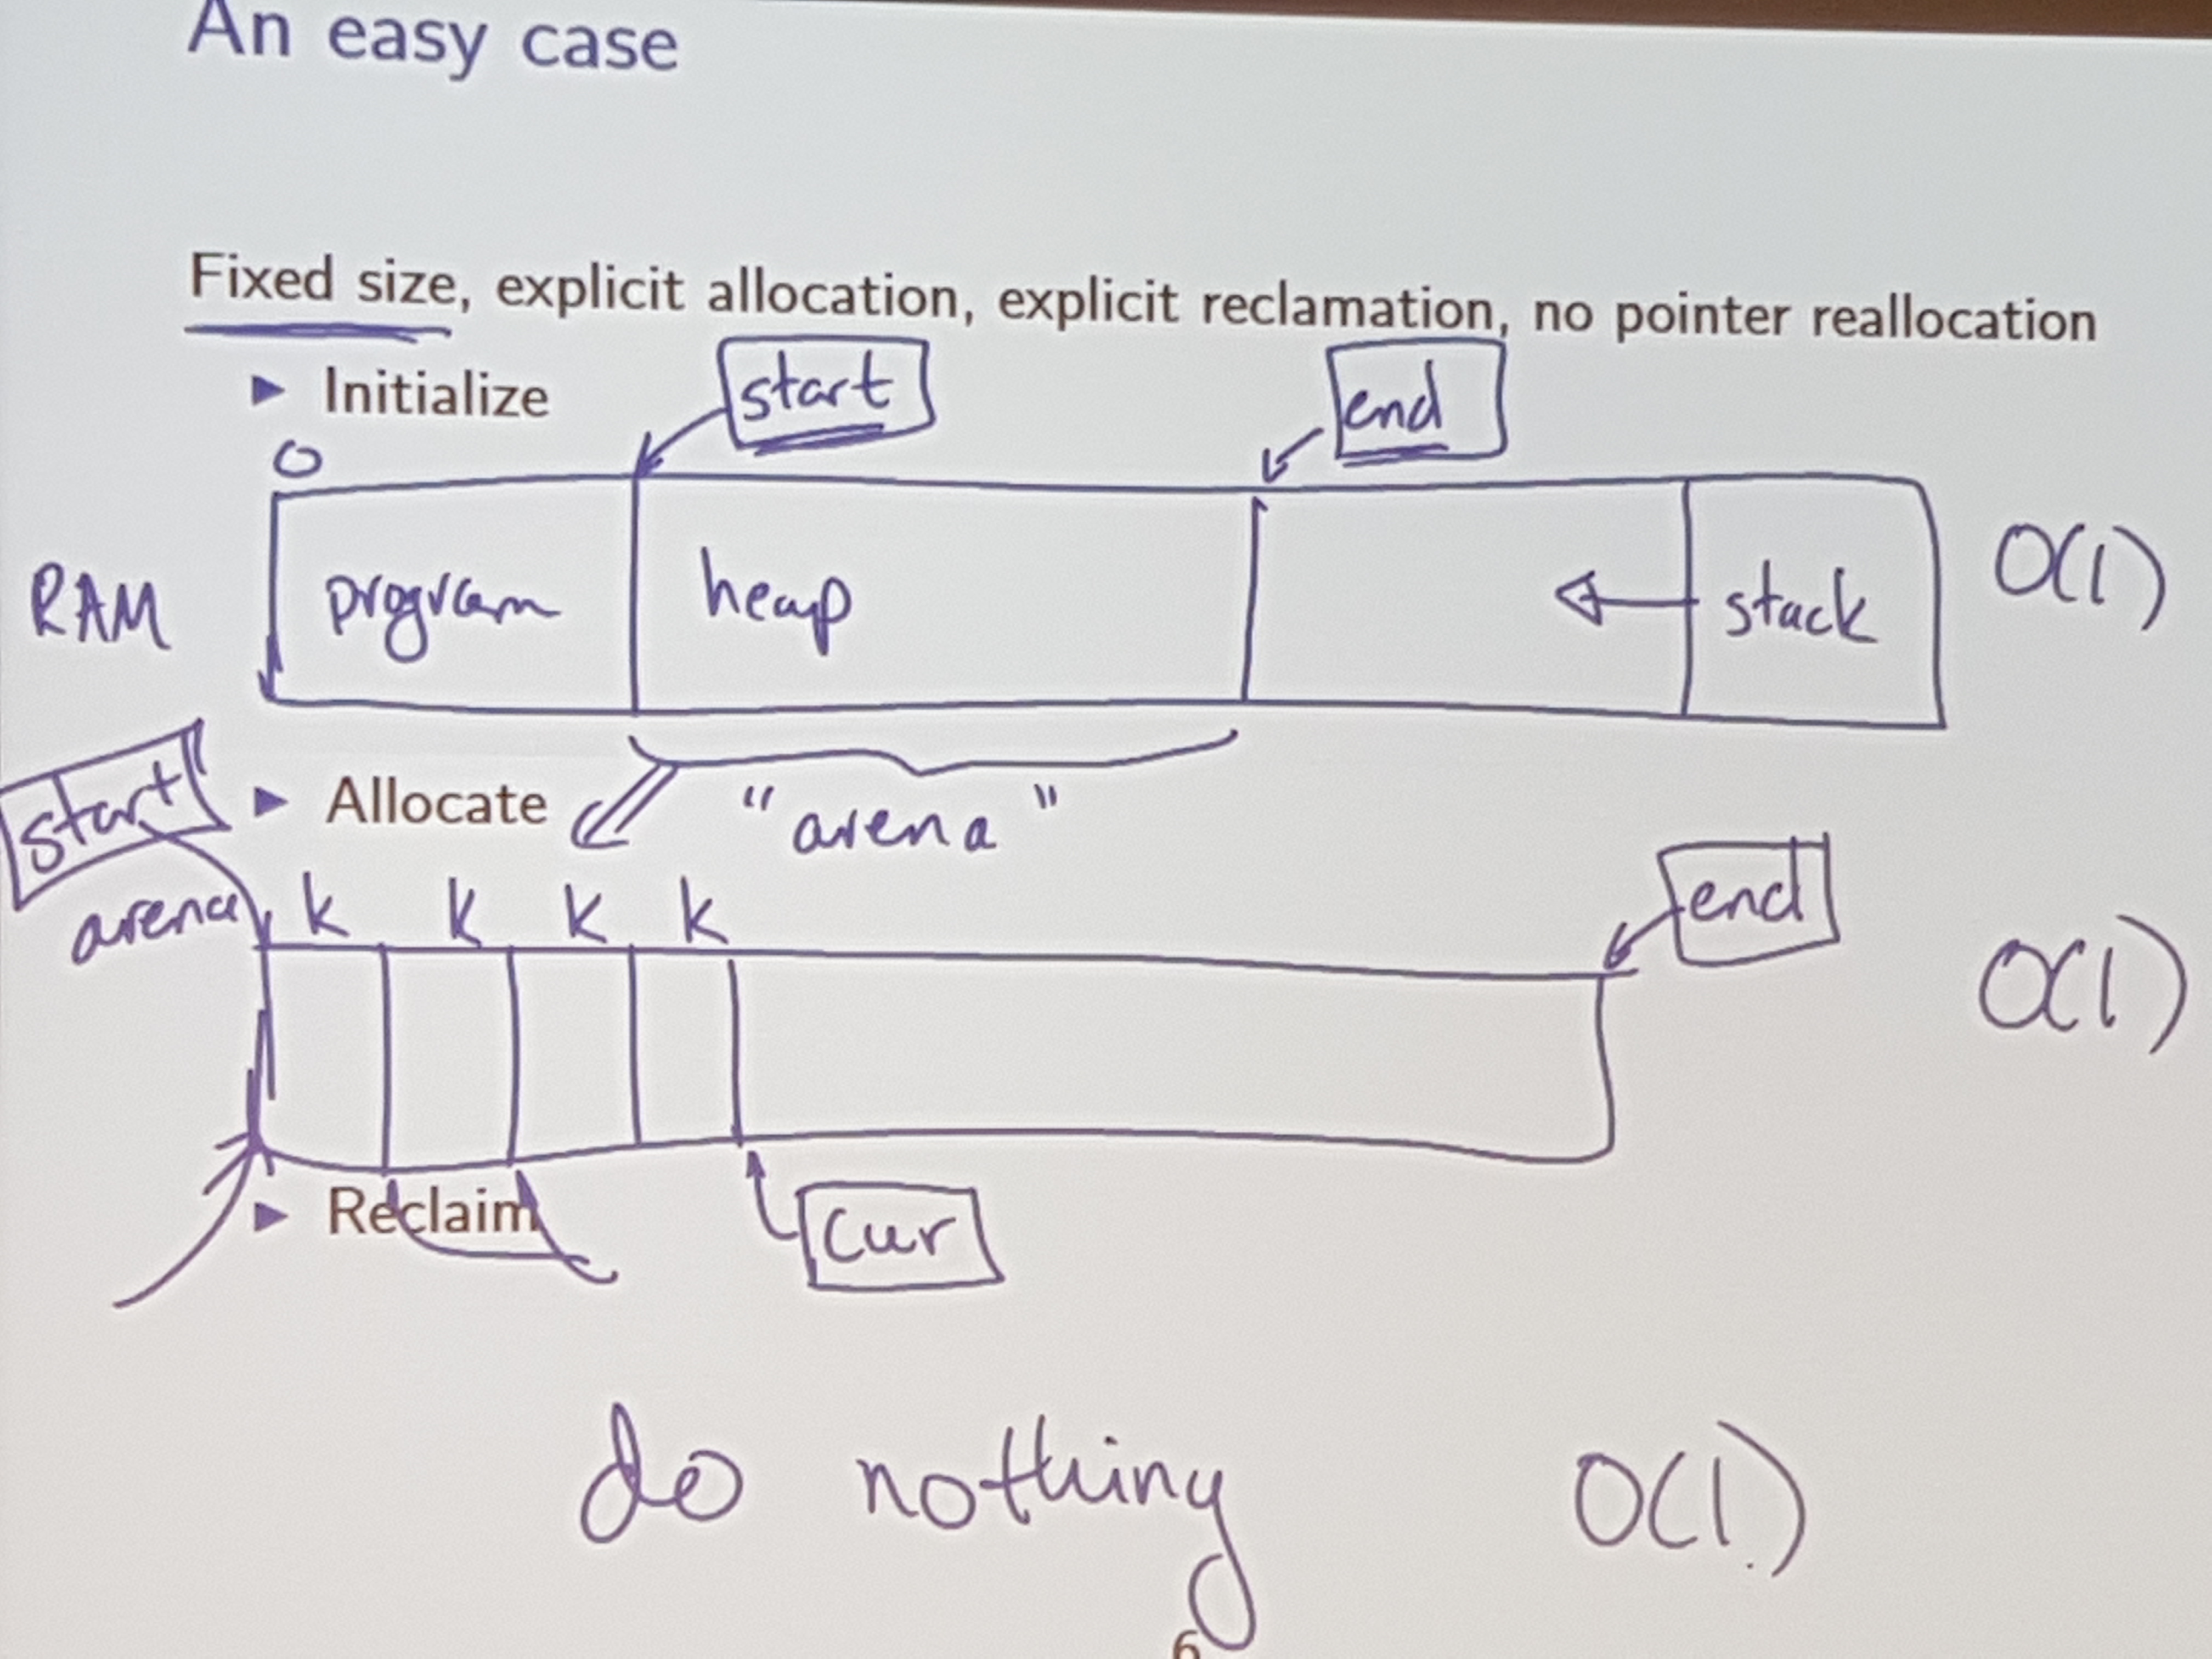 An easy case
Fixed size, explicit allocation, explicit reclamation, no pointer reallocation
▶ Initialize
start
end
0
RAM
program
heap
stack
O(1)
start
▶ Allocate
"arena"
arena
k k k k
end
O(1)
▶ Reclaim
cur
do nothing
O(1)
6